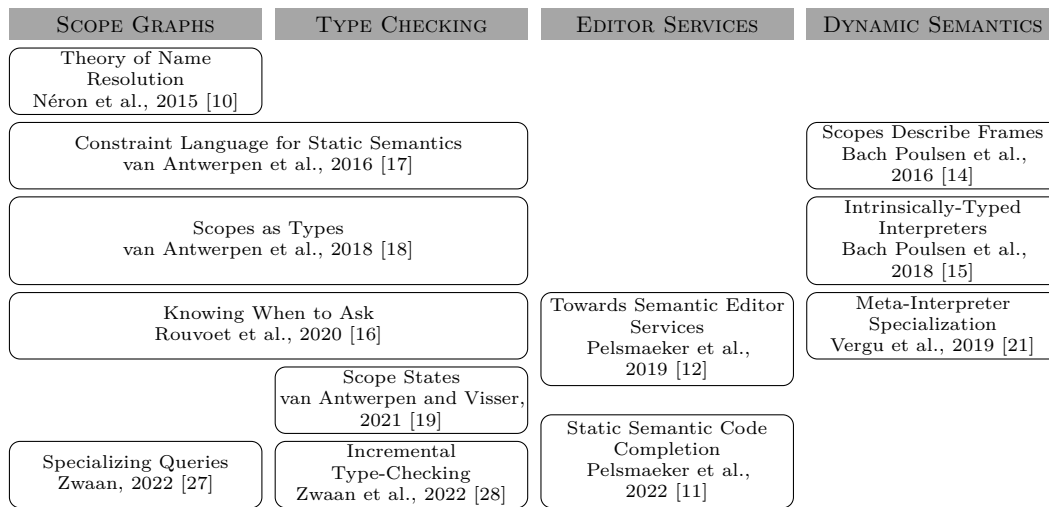 SCOPE GRAPHS
TYPE CHECKING
EDITOR SERVICES
DYNAMIC SEMANTICS
Theory of Name
Resolution
Néron et al., 2015 [10]
Constraint Language for Static Semantics
van Antwerpen et al., 2016 [17]
Scopes Describe Frames
Bach Poulsen et al.,
2016 [14]
Scopes as Types
van Antwerpen et al., 2018 [18]
Intrinsically-Typed
Interpreters
Bach Poulsen et al.,
2018 [15]
Knowing When to Ask
Rouvoet et al., 2020 [16]
Towards Semantic Editor
Services
Pelsmaeker et al.,
2019 [12]
Meta-Interpreter
Specialization
Vergu et al., 2019 [21]
Scope States
van Antwerpen and Visser,
2021 [19]
Static Semantic Code
Completion
Pelsmaeker et al.,
2022 [11]
Specializing Queries
Zwaan, 2022 [27]
Incremental
Type-Checking
Zwaan et al., 2022 [28]